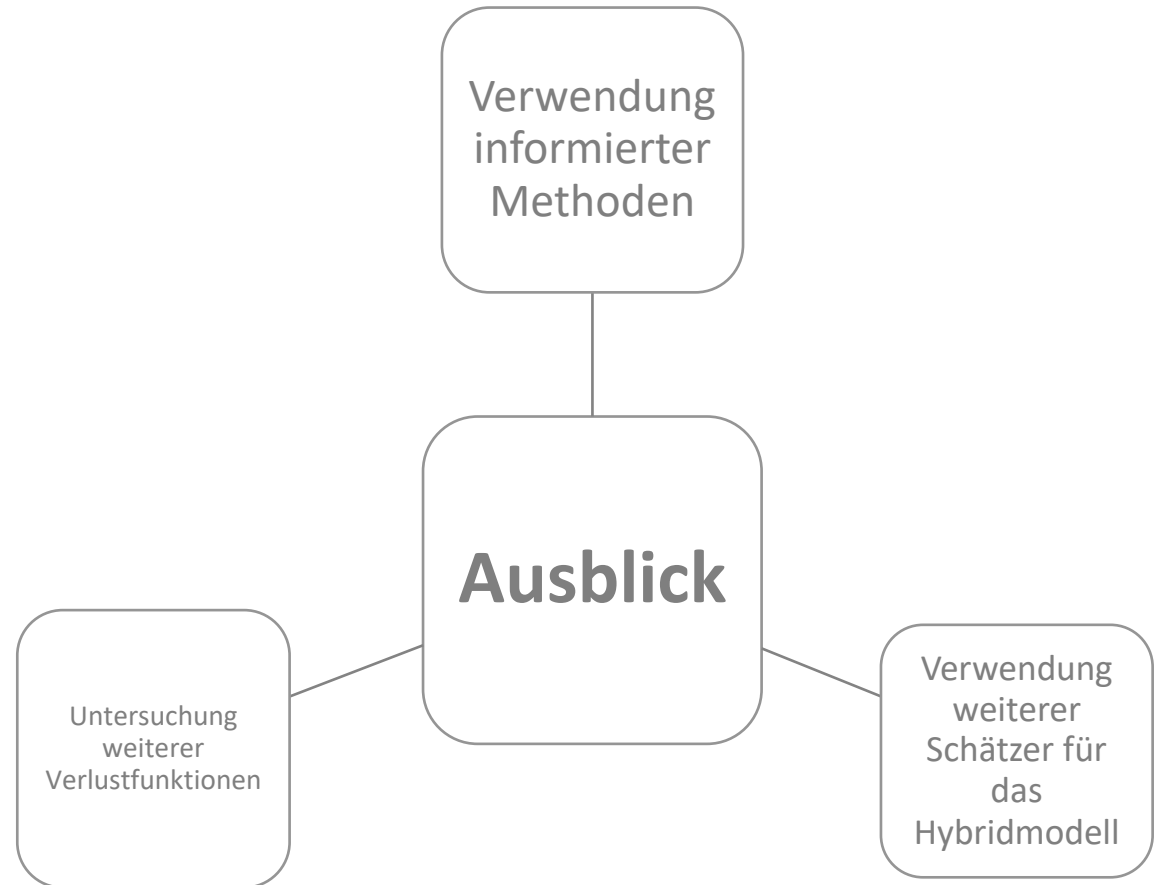 Verwendung
informierter
Methoden
Ausblick
Untersuchung
weiterer
Verlustfunktionen
Verwendung
weiterer
Schätzer für
das
Hybridmodell